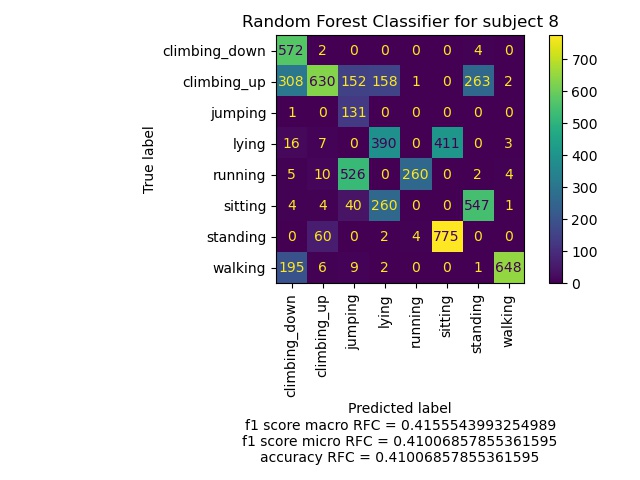 Random Forest Classifier for subject 8
climbing_down 572 2 0 0 0 0 4 0
climbing_up 308 630 152 158 1 0 263 2
jumping 1 0 131 0 0 0 0 0
lying 16 7 0 390 0 411 0 3
running 5 10 526 0 260 0 2 4
sitting 4 4 40 260 0 0 547 1
standing 0 60 0 2 4 775 0 0
walking 195 6 9 2 0 0 1 648
True label
climbing_down
climbing_up
jumping
lying
running
sitting
standing
walking
Predicted label
700
600
500
400
300
200
100
0
f1 score macro RFC = 0.4155543993254989
f1 score micro RFC = 0.41006857855361595
accuracy RFC = 0.41006857855361595